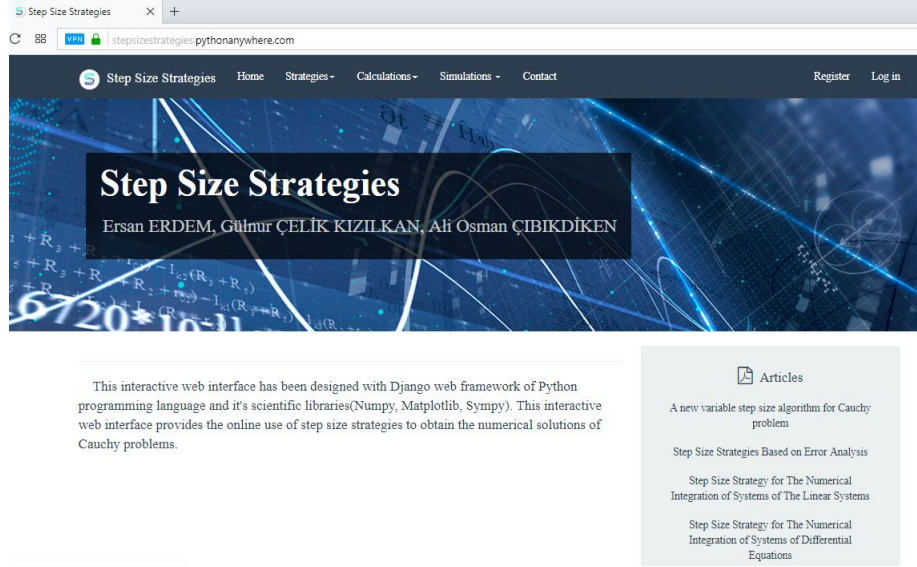 Step Size Strategies
VPN
stepsizestrategies.pythonanywhere.com
Step Size Strategies Home Strategies Calculations Simulations Contact Register Log in
∂t = Ĥ
Step Size Strategies
Ersan ERDEM, Gülnur ÇELİK KIZILKAN, Ali Osman ÇIBIKDİKEN
6720*10-11
This interactive web interface has been designed with Django web framework of Python
programming language and it's scientific libraries(Numpy, Matplotlib, Sympy). This interactive
web interface provides the online use of step size strategies to obtain the numerical solutions of
Cauchy problems.
Articles
A new variable step size algorithm for Cauchy
problem
Step Size Strategies Based on Error Analysis
Step Size Strategy for The Numerical
Integration of Systems of The Linear Systems
Step Size Strategy for The Numerical
Integration of Systems of Differential
Equations